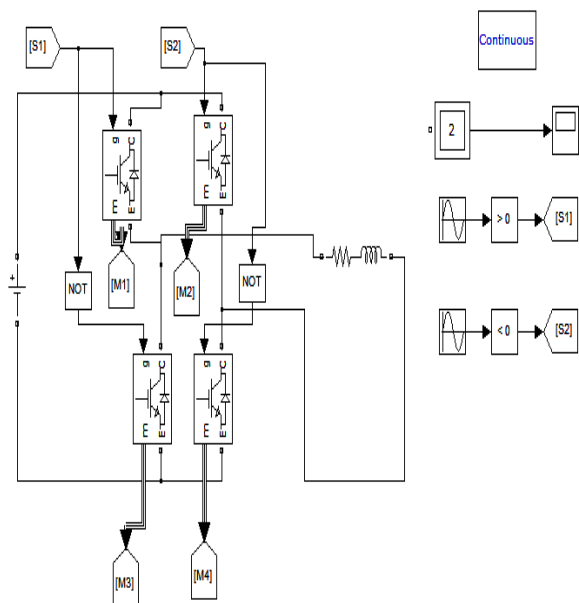 [S1]
[S2]
Continuous
g
C
E
m
g
C
E
m
2
> 0
[S1]
+
NOT
[M1]
[M2]
NOT
< 0
[S2]
g
C
E
m
g
C
E
m
[M3]
[M4]